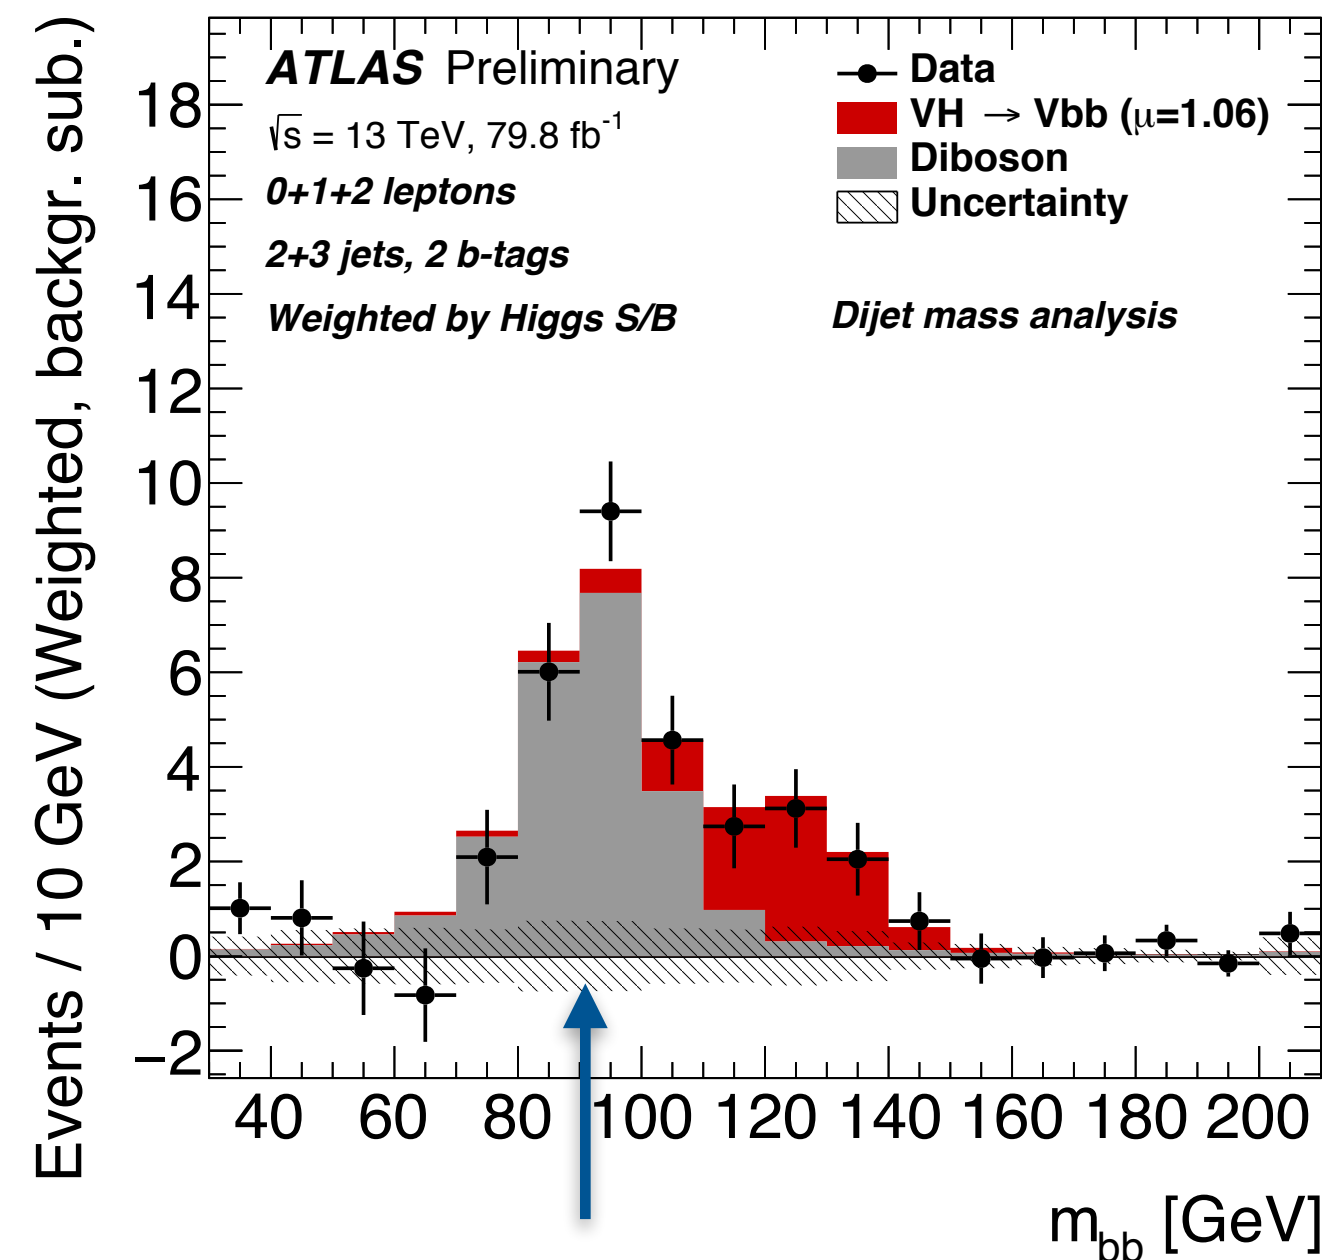 ATLAS Preliminary
√s = 13 TeV, 79.8 fb⁻¹
0+1+2 leptons
2+3 jets, 2 b-tags
Weighted by Higgs S/B
Data
VH → Vbb (μ=1.06)
Diboson
Uncertainty
Dijet mass analysis
Events / 10 GeV (Weighted, backgr. sub.)
18
16
14
12
10
8
6
4
2
0
−2
40 60 80 100 120 140 160 180 200
m_bb [GeV]